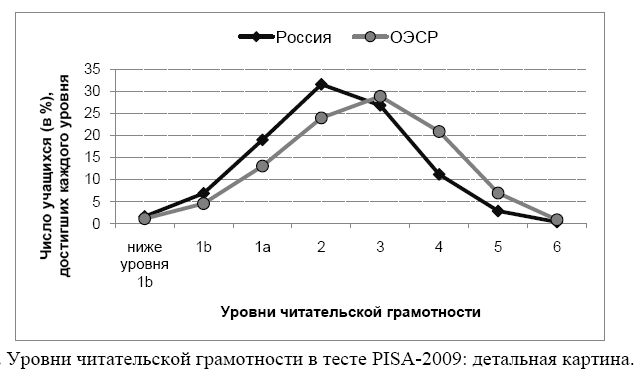 Россия ОЭСР
Число учащихся (в %),
достигших каждого уровня
35
30
25
20
15
10
5
0
ниже уровня 1b 1b 1a 2 3 4 5 6
Уровни читательской грамотности
. Уровни читательской грамотности в тесте PISA-2009: детальная картина.